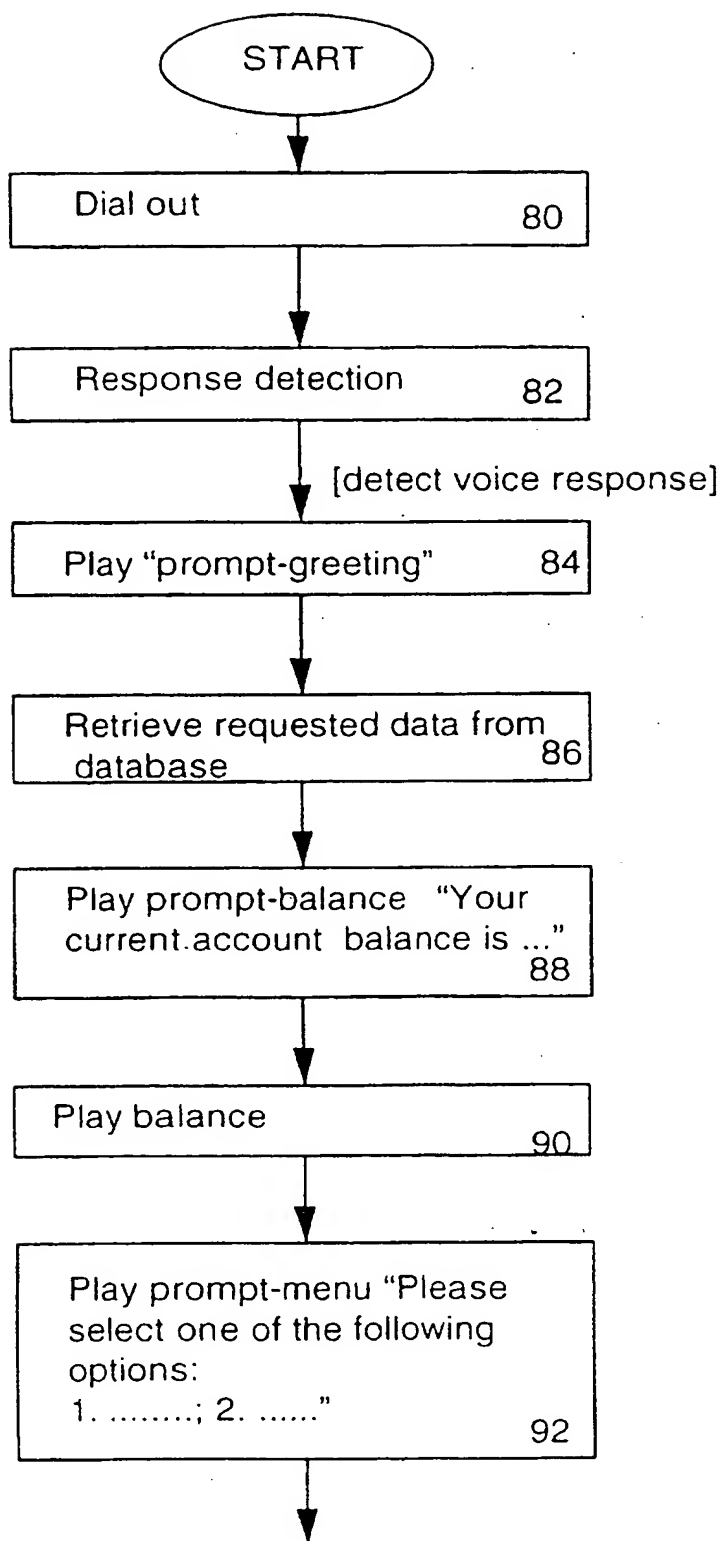 START
Dial out
80
Response detection
82
[detect voice response]
Play “prompt-greeting” 84
Retrieve requested data from
database 86
Play prompt-balance “Your
current account balance is ...”
88
Play balance
90
Play prompt-menu “Please
select one of the following
options:
1. ........; 2. ......”
92